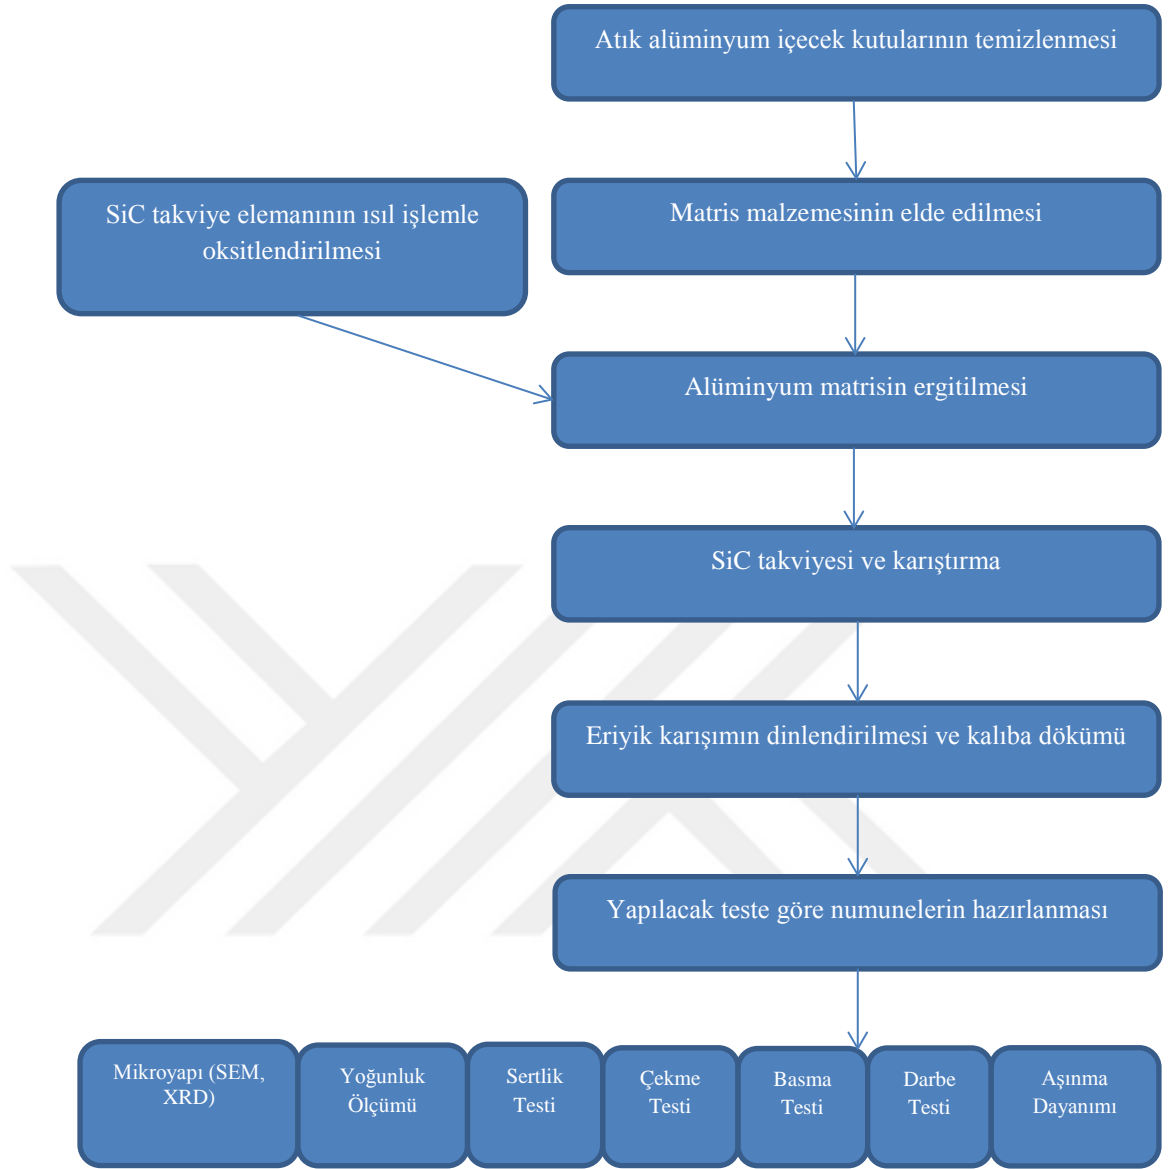 Atık alüminyum içecek kutularının temizlenmesi
SiC takviye elemanının ısıl işlemle
oksitlendirilmesi
Matris malzemesinin elde edilmesi
Alüminyum matrisin ergitilmesi
SiC takviyesi ve karıştırma
Eriyik karışımın dinlendirilmesi ve kalıba dökümü
Yapılacak teste göre numunelerin hazırlanması
Mikroyapı (SEM,
XRD)
Yoğunluk
Ölçümü
Sertlik
Testi
Çekme
Testi
Basma
Testi
Darbe
Testi
Aşınma
Dayanımı